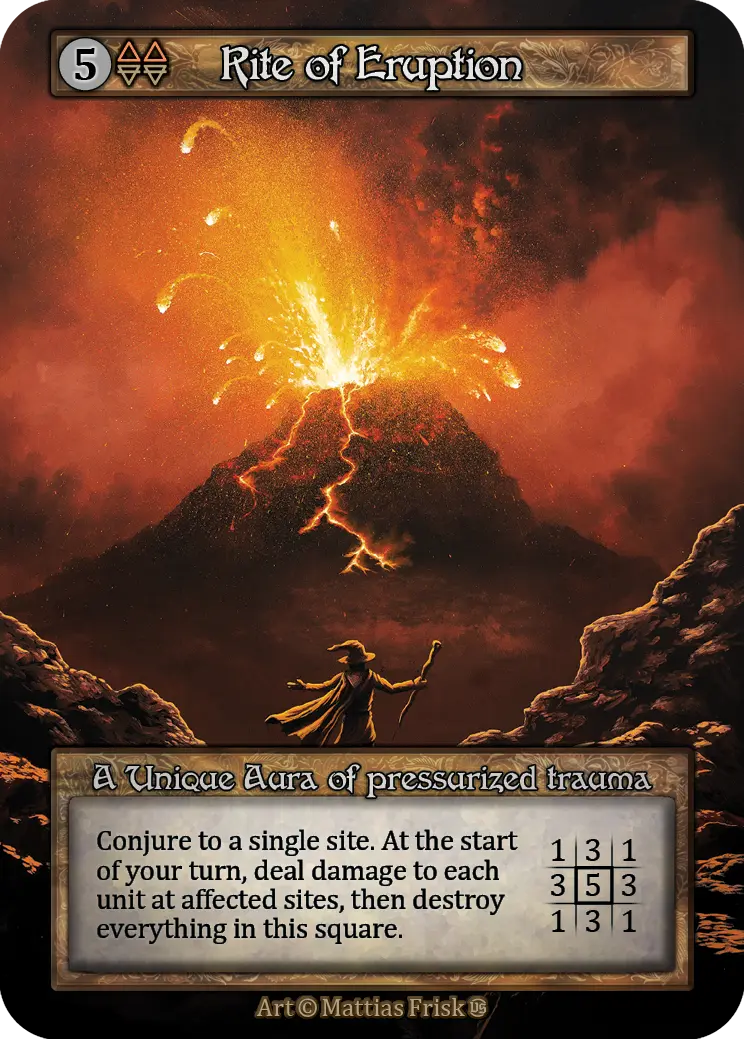 5 Rite of Eruption
A Unique Aura of pressurized trauma
Conjure to a single site. At the start
of your turn, deal damage to each
unit at affected sites, then destroy
everything in this square.
1 3 1
3 5 3
1 3 1
Art © Mattias Frisk DS